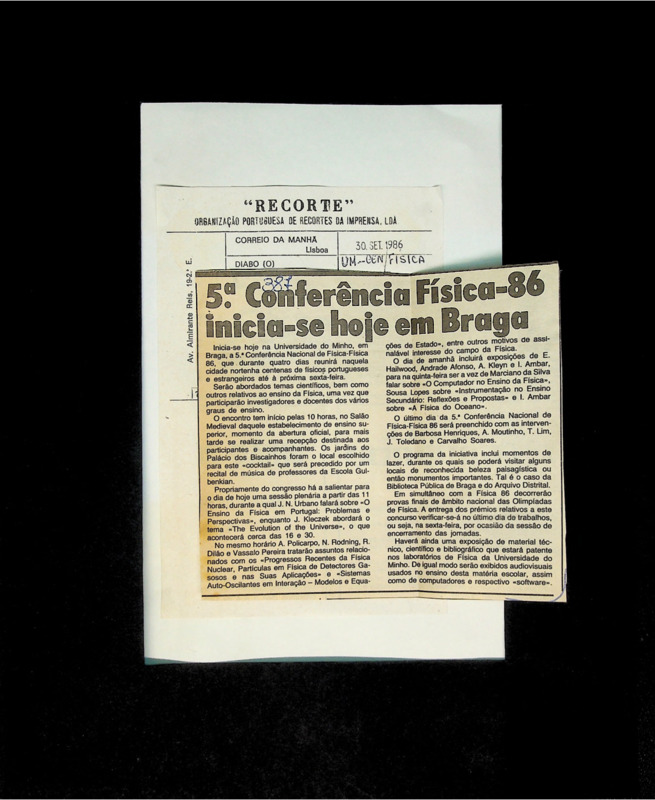 "RECORTE"
ORGANIZAÇÃO PORTUGUESA DE RECORTES DA IMPRENSA, LDA
CORREIO DA MANHÃ
Lisboa
30. SET. 1986
DIABO (O)
UM-CEN/FISICA
Av. Almirante Reis, 19-2.º E.
387
5.ª Conferência Física-86
inicia-se hoje em Braga
Inicia-se hoje na Universidade do Minho, em
Braga, a 5.ª Conferência Nacional de Física-Física
86, que durante quatro dias reunirá naquela
cidade nortenha centenas de físicos portugueses
e estrangeiros até à próxima sexta-feira.
Serão abordados temas científicos, bem como
outros relativos ao ensino da Física, uma vez que
participarão investigadores e docentes dos vários
graus de ensino.
O encontro tem início pelas 10 horas, no Salão
Medieval daquele estabelecimento de ensino su-
perior, momento da abertura oficial, para mais
tarde se realizar uma recepção destinada aos
participantes e acompanhantes. Os jardins do
Palácio dos Biscainhos foram o local escolhido
para este «cocktail» que será precedido por um
recital de música de professores da Escola Gul-
benkian.
Propriamente do congresso há a salientar para
o dia de hoje uma sessão plenária a partir das 11
horas, durante a qual J. N. Urbano falará sobre «O
Ensino da Física em Portugal: Problemas e
Perspectivas», enquanto J. Kleczek abordará o
tema «The Evolution of the Universe», o que
acontecerá cerca das 16 e 30.
No mesmo horário A. Policarpo, N. Rodning, R.
Dilão e Vassalo Pereira tratarão assuntos relacio-
nados com os «Progressos Recentes da Física
Nuclear, Partículas em Física de Detectores Ga-
sosos e nas Suas Aplicações» e «Sistemas
Auto-Oscilantes em Interação – Modelos e Equa-
ções de Estado», entre outros motivos de assi-
nalável interesse do campo da Física.
O dia de amanhã incluirá exposições de E.
Hailwood, Andrade Afonso, A. Kleyn e I. Ambar,
para na quinta-feira ser a vez de Marciano da Silva
falar sobre «O Computador no Ensino da Física»,
Sousa Lopes sobre «Instrumentação no Ensino
Secundário: Reflexões e Propostas» e I. Ambar
sobre «A Física do Oceano».
O último dia da 5.ª Conferência Nacional de
Física-Física 86 será preenchido com as interven-
ções de Barbosa Henriques, A. Moutinho, T. Lim,
J. Toledano e Carvalho Soares.
O programa da iniciativa inclui momentos de
lazer, durante os quais se poderá visitar alguns
locais de reconhecida beleza paisagística ou
então monumentos importantes. Tal é o caso da
Biblioteca Pública de Braga e do Arquivo Distrital.
Em simultâneo com a Física 86 decorrerão
provas finais de âmbito nacional das Olimpíadas
de Física. A entrega dos prémios relativos a este
concurso verificar-se-á no último dia de trabalhos,
ou seja, na sexta-feira, por ocasião da sessão de
encerramento das jornadas.
Haverá ainda uma exposição de material téc-
nico, científico e bibliográfico que estará patente
nos laboratórios de Física da Universidade do
Minho. De igual modo serão exibidos audiovisuais
usados no ensino desta matéria escolar, assim
como de computadores e respectivo «software».